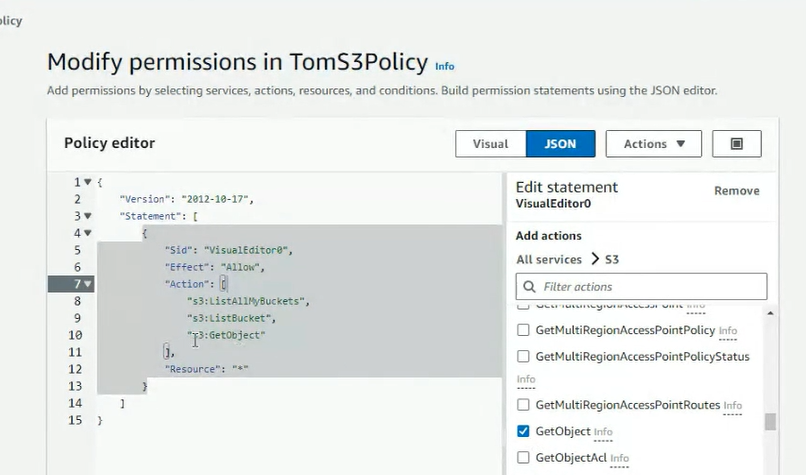 olicy
Modify permissions in TomS3Policy Info
Add permissions by selecting services, actions, resources, and conditions. Build permission statements using the JSON editor.
Policy editor
Visual
JSON
Actions
1 {
2 "Version": "2012-10-17",
3 "Statement": [
4 {
5 "Sid": "VisualEditor0",
6 "Effect": "Allow",
7 "Action": [
8 "s3:ListAllMyBuckets",
9 "s3:ListBucket",
10 "s3:GetObject"
11 ],
12 "Resource": "*"
13 }
14 ]
15 }
Edit statement
Remove
VisualEditor0
Add actions
All services > S3
Filter actions
GetMultiRegionAccessPoint Info
GetMultiRegionAccessPointPolicy Info
GetMultiRegionAccessPointPolicyStatus
Info
GetMultiRegionAccessPointRoutes Info
GetObject Info
GetObjectAcl Info